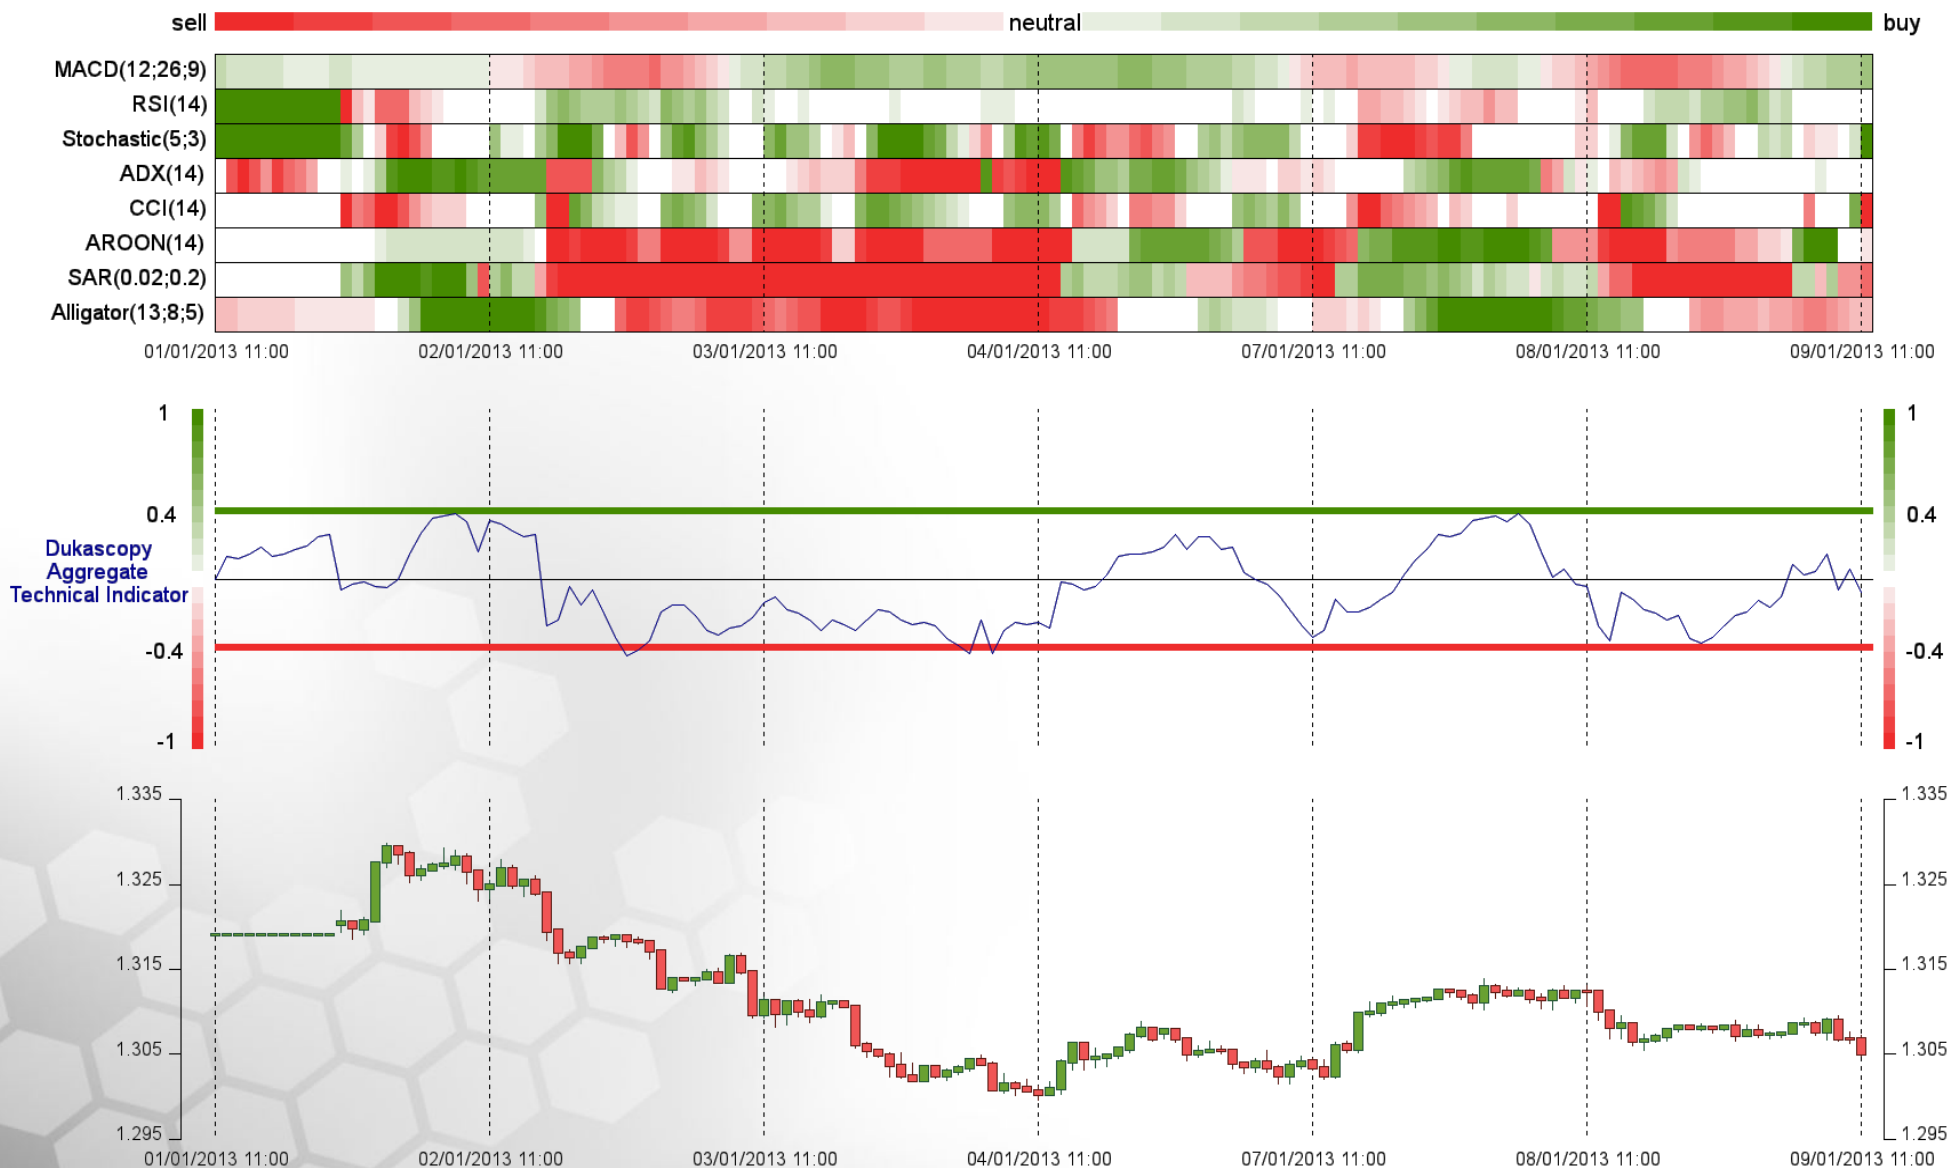 sell neutral buy
MACD(12;26;9)
RSI(14)
Stochastic(5;3)
ADX(14)
CCI(14)
AROON(14)
SAR(0.02;0.2)
Alligator(13;8;5)
01/01/2013 11:00 02/01/2013 11:00 03/01/2013 11:00 04/01/2013 11:00 07/01/2013 11:00 08/01/2013 11:00 09/01/2013 11:00
1 1
0.4 0.4
Dukascopy
Aggregate
Technical Indicator
-0.4 -0.4
-1 -1
1.335 1.335
1.325 1.325
1.315 1.315
1.305 1.305
1.295 1.295
01/01/2013 11:00 02/01/2013 11:00 03/01/2013 11:00 04/01/2013 11:00 07/01/2013 11:00 08/01/2013 11:00 09/01/2013 11:00